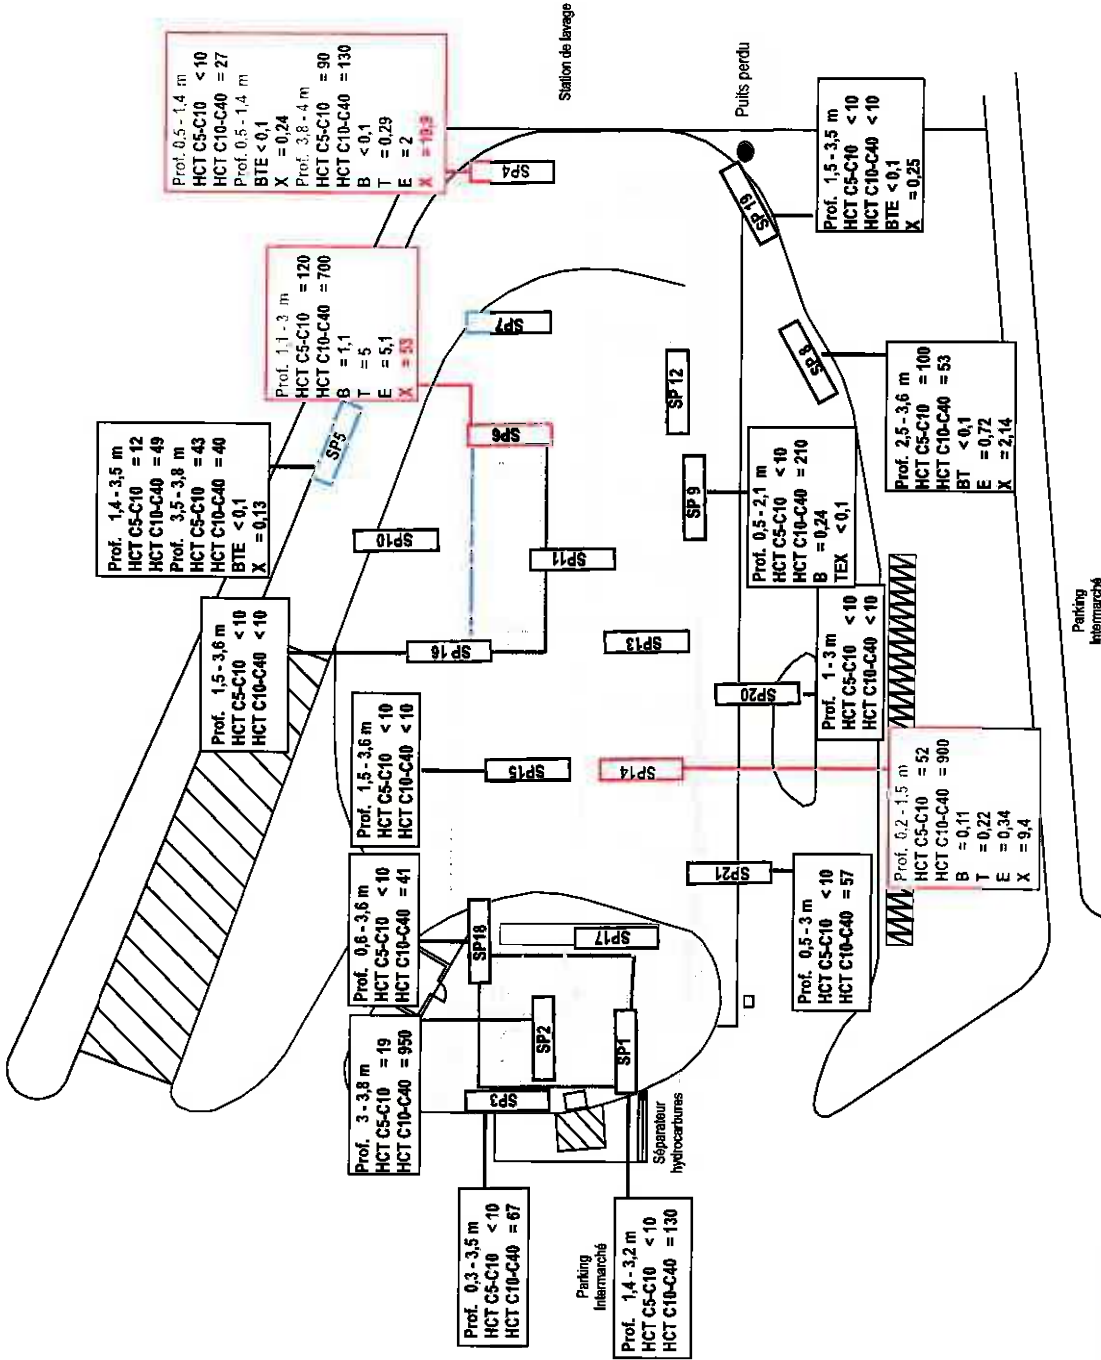 Prof. 0,5 - 1,4 m
HCT C5-C10 < 10
HCT C10-C40 = 27
Prof. 0,5 - 1,4 m
BTE < 0,1
X = 0,24
Prof. 3,8 - 4 m
HCT C5-C10 = 90
HCT C10-C40 = 130
B < 0,1
T = 0,29
E = 2
X = 10,9
SP4
Station de lavage
Puits perdu
SP 19
Prof. 1,5 - 3,5 m
HCT C5-C10 < 10
HCT C10-C40 < 10
BTE < 0,1
X = 0,25
Prof. 1,1 - 3 m
HCT C5-C10 = 120
HCT C10-C40 = 700
B = 1,1
T = 5
E = 5,1
X = 53
SP7
SP 12
SP 8
Prof. 2,5 - 3,6 m
HCT C5-C10 = 100
HCT C10-C40 = 53
BT < 0,1
E = 0,72
X = 2,14
Prof. 1,4 - 3,5 m
HCT C5-C10 = 12
HCT C10-C40 = 49
Prof. 3,5 - 3,8 m
HCT C5-C10 = 43
HCT C10-C40 = 40
BTE < 0,1
X = 0,13
SP5
SP6
SP10
SP11
SP 9
Prof. 0,5 - 2,1 m
HCT C5-C10 < 10
HCT C10-C40 = 210
B = 0,24
TEX < 0,1
Prof. 1,5 - 3,6 m
HCT C5-C10 < 10
HCT C10-C40 < 10
SP 16
SP13
SP20
Prof. 1 - 3 m
HCT C5-C10 < 10
HCT C10-C40 < 10
Parking
Intermarché
Prof. 1,5 - 3,6 m
HCT C5-C10 < 10
HCT C10-C40 < 10
SP15
SP14
Prof. 0,2 - 1,5 m
HCT C5-C10 = 52
HCT C10-C40 = 900
B = 0,11
T = 0,22
E = 0,34
X = 9,4
Prof. 0,6 - 3,6 m
HCT C5-C10 < 10
HCT C10-C40 = 41
SP18
SP17
SP21
Prof. 0,5 - 3 m
HCT C5-C10 < 10
HCT C10-C40 = 57
Prof. 3 - 3,8 m
HCT C5-C10 = 19
HCT C10-C40 = 950
SP2
SP1
SP3
Séparateur
hydrocarbures
Prof. 0,3 - 3,5 m
HCT C5-C10 < 10
HCT C10-C40 = 67
Parking
Intermarché
Prof. 1,4 - 3,2 m
HCT C5-C10 < 10
HCT C10-C40 = 130